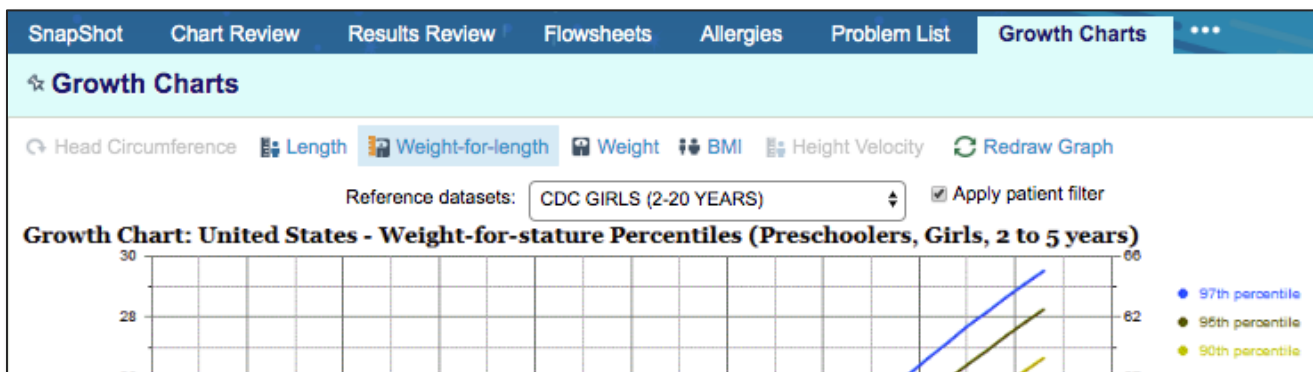 SnapShot Chart Review Results Review Flowsheets Allergies Problem List Growth Charts ...
Growth Charts
Head Circumference Length Weight-for-length Weight BMI Height Velocity Redraw Graph
Reference datasets: CDC GIRLS (2-20 YEARS) Apply patient filter
Growth Chart: United States - Weight-for-stature Percentiles (Preschoolers, Girls, 2 to 5 years)
30 66
97th percentile
28 62
95th percentile
90th percentile